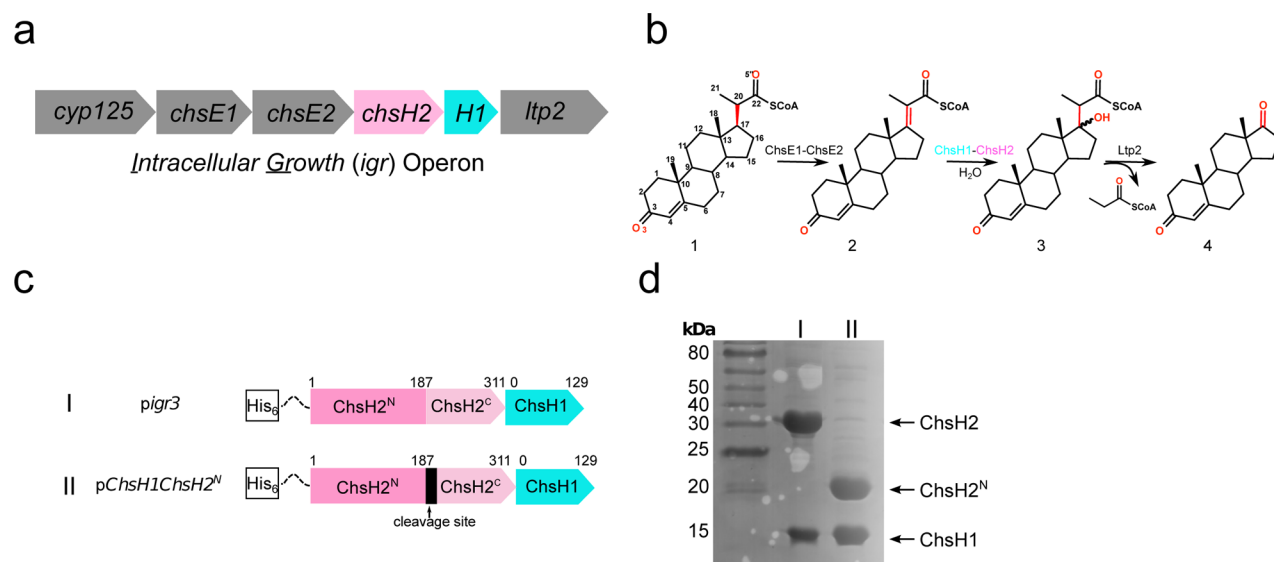 a
cyp125 chsE1 chsE2 chsH2 H1 ltp2
Intracellular Growth (igr) Operon
b
5" O
21 20 22 SCoA
18 17
12 16
11 13
19 14 15
1 9
2 10 8
3 5 7
O 3 4 6
1
ChsE1-ChsE2
O
SCoA
O
2
ChsH1-ChsH2
H₂O
O
SCoA
OH
O
3
Ltp2
O
SCoA
O
O
4
c
1 187 311 0 129
I pigr3 His₆ ChsH2ᴺ ChsH2ᶜ ChsH1
1 187 311 0 129
II pChsH1ChsH2ᴺ His₆ ChsH2ᴺ ChsH2ᶜ ChsH1
cleavage site
d
kDa I II
80
50
40
30 ChsH2
25
20 ChsH2ᴺ
15 ChsH1